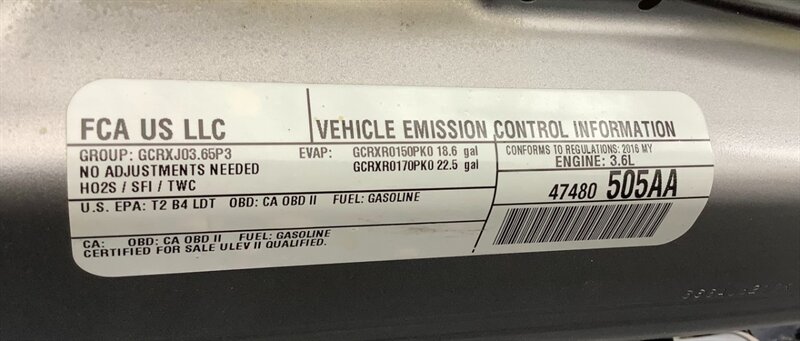 FCA US LLC
VEHICLE EMISSION CONTROL INFORMATION
GROUP: GCRXJ03.65P3
NO ADJUSTMENTS NEEDED
HO2S / SFI / TWC
EVAP: GCRXR0150PK0 18.6 gal
GCRXR0170PK0 22.5 gal
CONFORMS TO REGULATIONS: 2016 MY
ENGINE: 3.6L
U.S. EPA: T2 B4 LDT OBD: CA OBD II FUEL: GASOLINE
47480 505AA
CA: OBD: CA OBD II FUEL: GASOLINE
CERTIFIED FOR SALE ULEV II QUALIFIED.